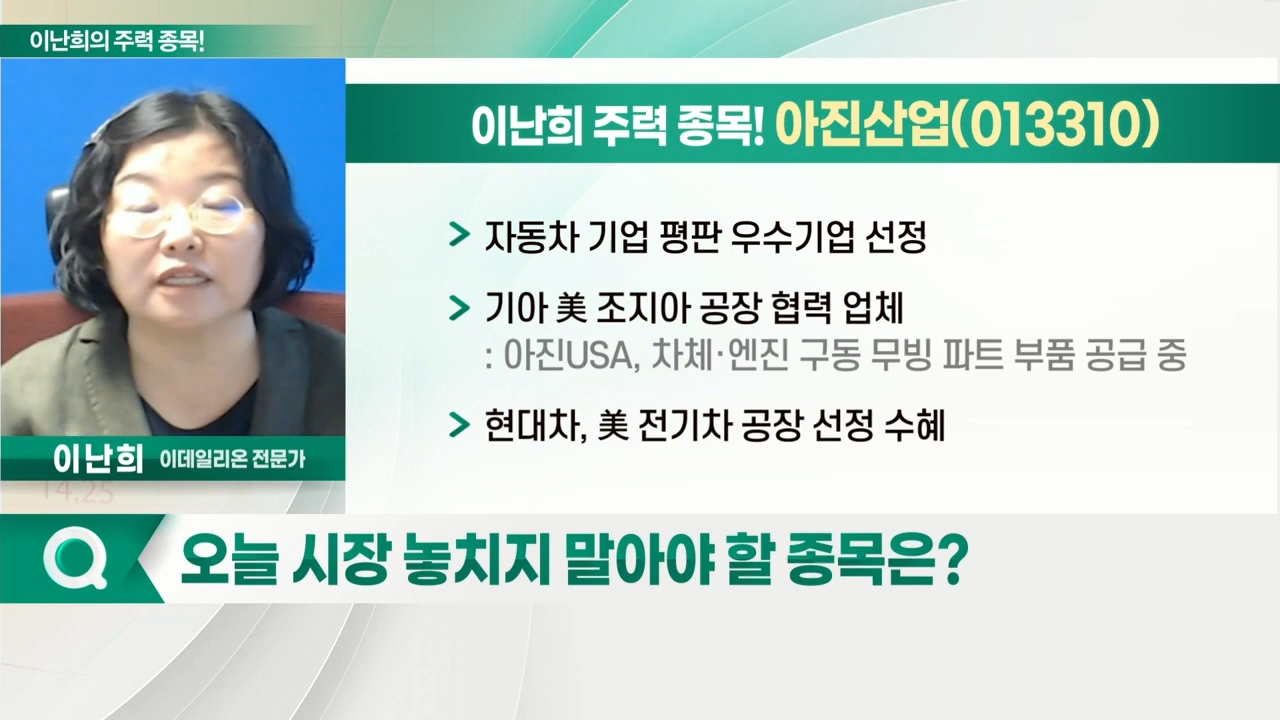 이난희의 주력 종목!
이난희 주력 종목! 아진산업(013310)
> 자동차 기업 평판 우수기업 선정
> 기아 美 조지아 공장 협력 업체
: 아진USA, 차체·엔진 구동 무빙 파트 부품 공급 중
> 현대차, 美 전기차 공장 선정 수혜
이난희 이데일리온 전문가
14.25
Q 오늘 시장 놓치지 말아야 할 종목은?